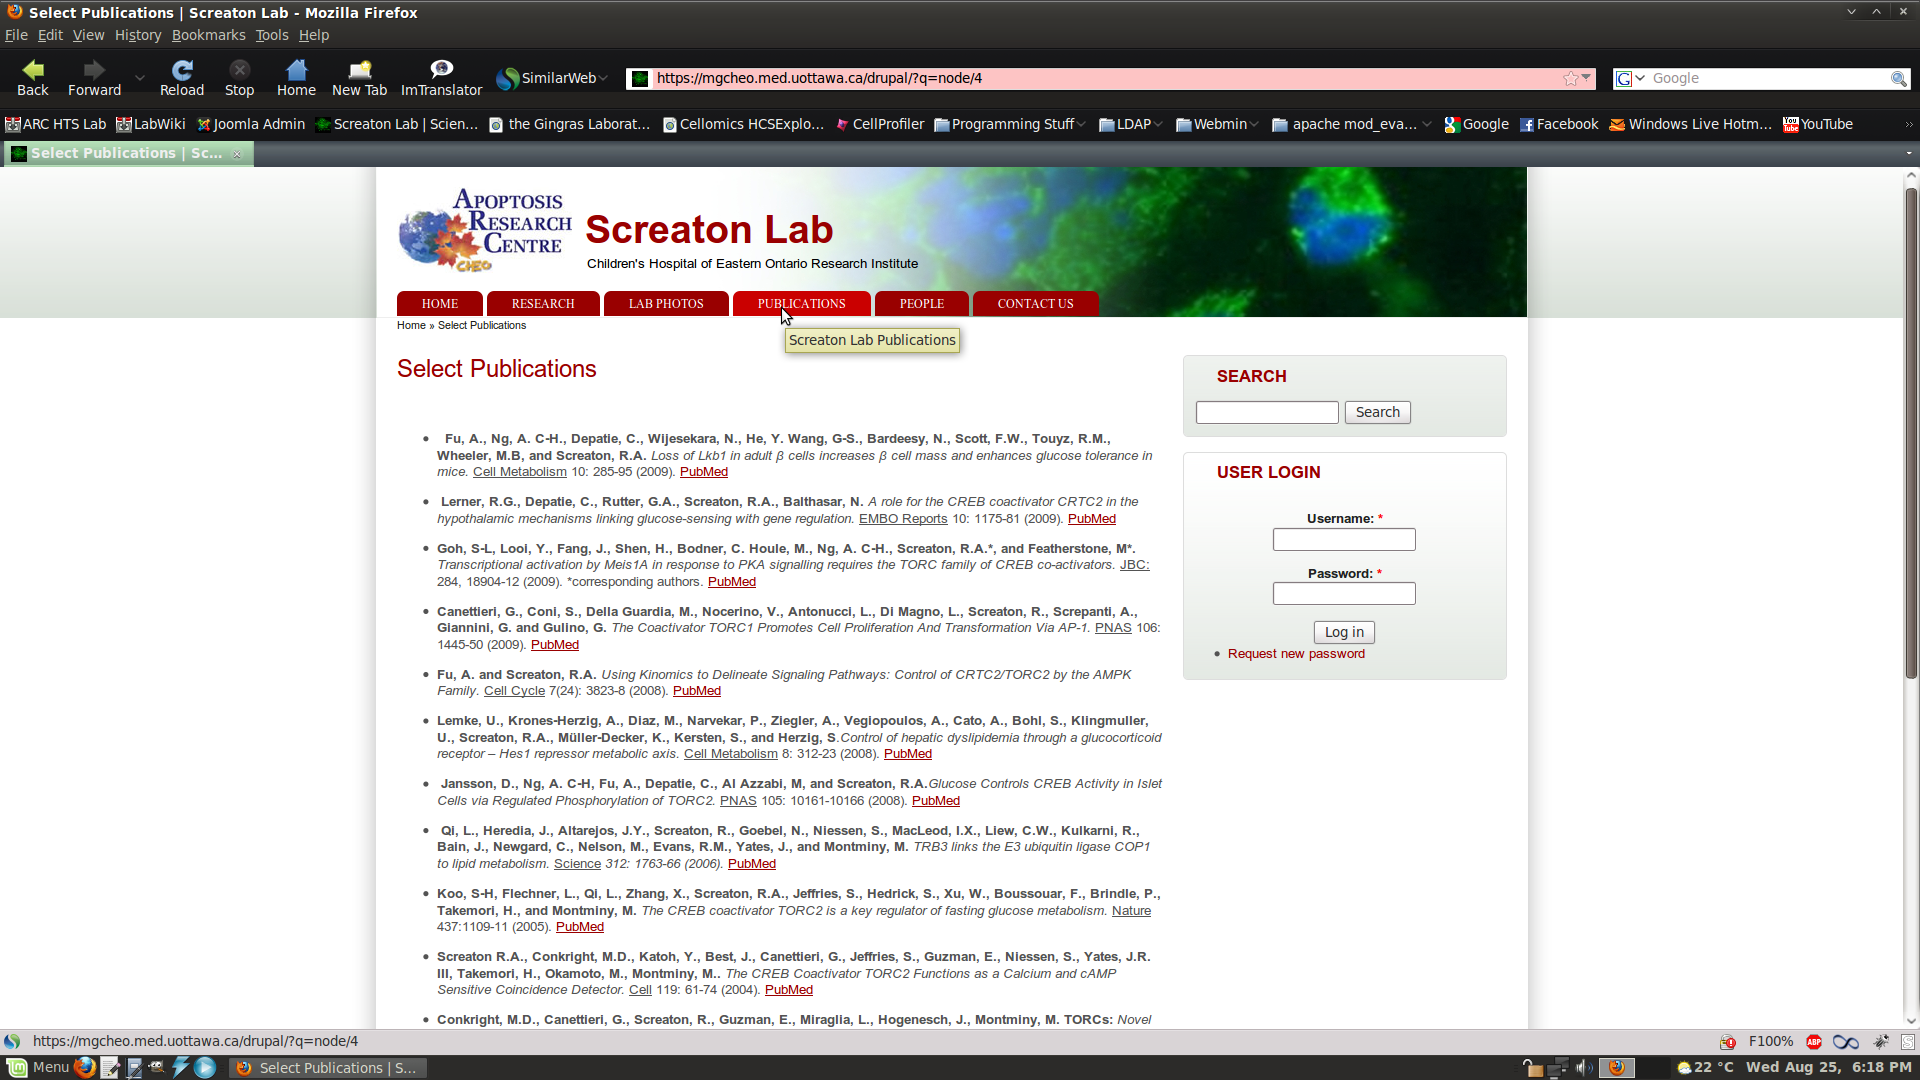 Select Publications | Screaton Lab - Mozilla Firefox
File Edit View History Bookmarks Tools Help
Back Forward Reload Stop Home New Tab ImTranslator SimilarWeb https://mgcheo.med.uottawa.ca/drupal/?q=node/4 Google
ARC HTS Lab LabWiki Joomla Admin Screaton Lab | Scien... the Gingras Laborat... Cellomics HCSExplo... CellProfiler Programming Stuff LDAP Webmin apache mod_eva... Google Facebook Windows Live Hotm... YouTube
Select Publications | Sc...
APOPTOSIS
RESEARCH
CENTRE
CHEO
Screaton Lab
Children's Hospital of Eastern Ontario Research Institute
HOME RESEARCH LAB PHOTOS PUBLICATIONS PEOPLE CONTACT US
Home » Select Publications
Screaton Lab Publications
Select Publications
• Fu, A., Ng, A. C-H., Depatie, C., Wijesekara, N., He, Y. Wang, G-S., Bardeesy, N., Scott, F.W., Touyz, R.M.,
Wheeler, M.B, and Screaton, R.A. Loss of Lkb1 in adult β cells increases β cell mass and enhances glucose tolerance in
mice. Cell Metabolism 10: 285-95 (2009). PubMed
• Lerner, R.G., Depatie, C., Rutter, G.A., Screaton, R.A., Balthasar, N. A role for the CREB coactivator CRTC2 in the
hypothalamic mechanisms linking glucose-sensing with gene regulation. EMBO Reports 10: 1175-81 (2009). PubMed
• Goh, S-L, Looi, Y., Fang, J., Shen, H., Bodner, C. Houle, M., Ng, A. C-H., Screaton, R.A.*, and Featherstone, M*.
Transcriptional activation by Meis1A in response to PKA signalling requires the TORC family of CREB co-activators. JBC:
284, 18904-12 (2009). *corresponding authors. PubMed
• Canettieri, G., Coni, S., Della Guardia, M., Nocerino, V., Antonucci, L., Di Magno, L., Screaton, R., Screpanti, A.,
Giannini, G. and Gulino, G. The Coactivator TORC1 Promotes Cell Proliferation And Transformation Via AP-1. PNAS 106:
1445-50 (2009). PubMed
• Fu, A. and Screaton, R.A. Using Kinomics to Delineate Signaling Pathways: Control of CRTC2/TORC2 by the AMPK
Family. Cell Cycle 7(24): 3823-8 (2008). PubMed
• Lemke, U., Krones-Herzig, A., Diaz, M., Narvekar, P., Ziegler, A., Vegiopoulos, A., Cato, A., Bohl, S., Klingmuller,
U., Screaton, R.A., Müller-Decker, K., Kersten, S., and Herzig, S.Control of hepatic dyslipidemia through a glucocorticoid
receptor – Hes1 repressor metabolic axis. Cell Metabolism 8: 312-23 (2008). PubMed
• Jansson, D., Ng, A. C-H, Fu, A., Depatie, C., Al Azzabi, M, and Screaton, R.A.Glucose Controls CREB Activity in Islet
Cells via Regulated Phosphorylation of TORC2. PNAS 105: 10161-10166 (2008). PubMed
• Qi, L., Heredia, J., Altarejos, J.Y., Screaton, R., Goebel, N., Niessen, S., MacLeod, I.X., Liew, C.W., Kulkarni, R.,
Bain, J., Newgard, C., Nelson, M., Evans, R.M., Yates, J., and Montminy, M. TRB3 links the E3 ubiquitin ligase COP1
to lipid metabolism. Science 312: 1763-66 (2006). PubMed
• Koo, S-H, Flechner, L., Qi, L., Zhang, X., Screaton, R.A., Jeffries, S., Hedrick, S., Xu, W., Boussouar, F., Brindle, P.,
Takemori, H., and Montminy, M. The CREB coactivator TORC2 is a key regulator of fasting glucose metabolism. Nature
437:1109-11 (2005). PubMed
• Screaton R.A., Conkright, M.D., Katoh, Y., Best, J., Canettieri, G., Jeffries, S., Guzman, E., Niessen, S., Yates, J.R.
III, Takemori, H., Okamoto, M., Montminy, M.. The CREB Coactivator TORC2 Functions as a Calcium and cAMP
Sensitive Coincidence Detector. Cell 119: 61-74 (2004). PubMed
• Conkright, M.D., Canettieri, G., Screaton, R., Guzman, E., Miraglia, L., Hogenesch, J., Montminy, M. TORCs: Novel
SEARCH
Search
USER LOGIN
Username: *
Password: *
Log in
• Request new password
https://mgcheo.med.uottawa.ca/drupal/?q=node/4 F100% ABP
Menu Select Publications | S... 22 °C Wed Aug 25, 6:18 PM